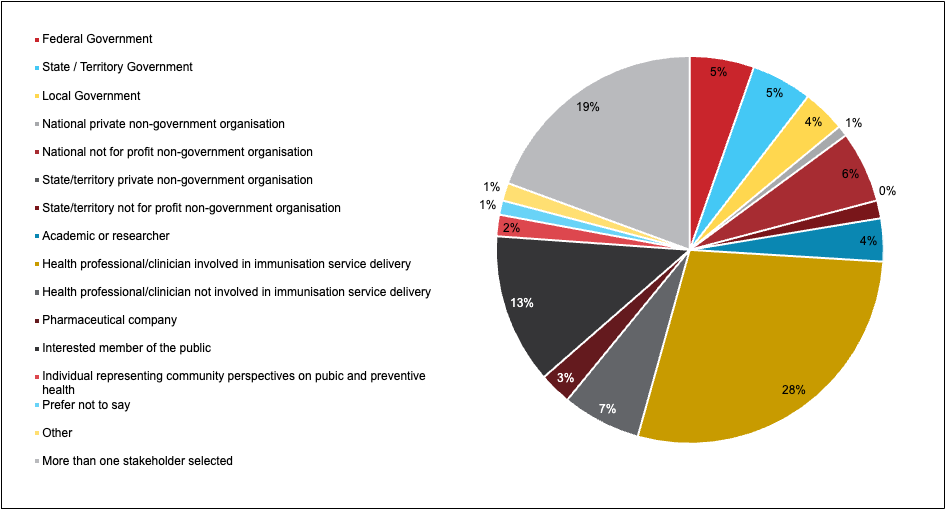 Federal Government
State / Territory Government
Local Government
National private non-government organisation
National not for profit non-government organisation
State/territory private non-government organisation
State/territory not for profit non-government organisation
Academic or researcher
Health professional/clinician involved in immunisation service delivery
Health professional/clinician not involved in immunisation service delivery
Pharmaceutical company
Interested member of the public
Individual representing community perspectives on pubic and preventive
health
Prefer not to say
Other
More than one stakeholder selected
5%
5%
4%
1%
6%
0%
4%
28%
7%
3%
13%
2%
1%
1%
19%